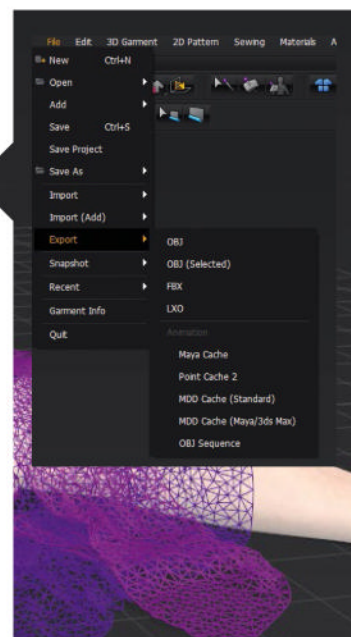 File Edit 3D Garment 2D Pattern Sewing Materials A
New Ctrl+N
Open
Add
Save Ctrl+S
Save Project
Save As
Import
Import (Add)
Export
Snapshot
Recent
Garment Info
Quit
OBJ
OBJ (Selected)
FBX
LXO
Animation
Maya Cache
Point Cache 2
MDD Cache (Standard)
MDD Cache (Maya/3ds Max)
OBJ Sequence